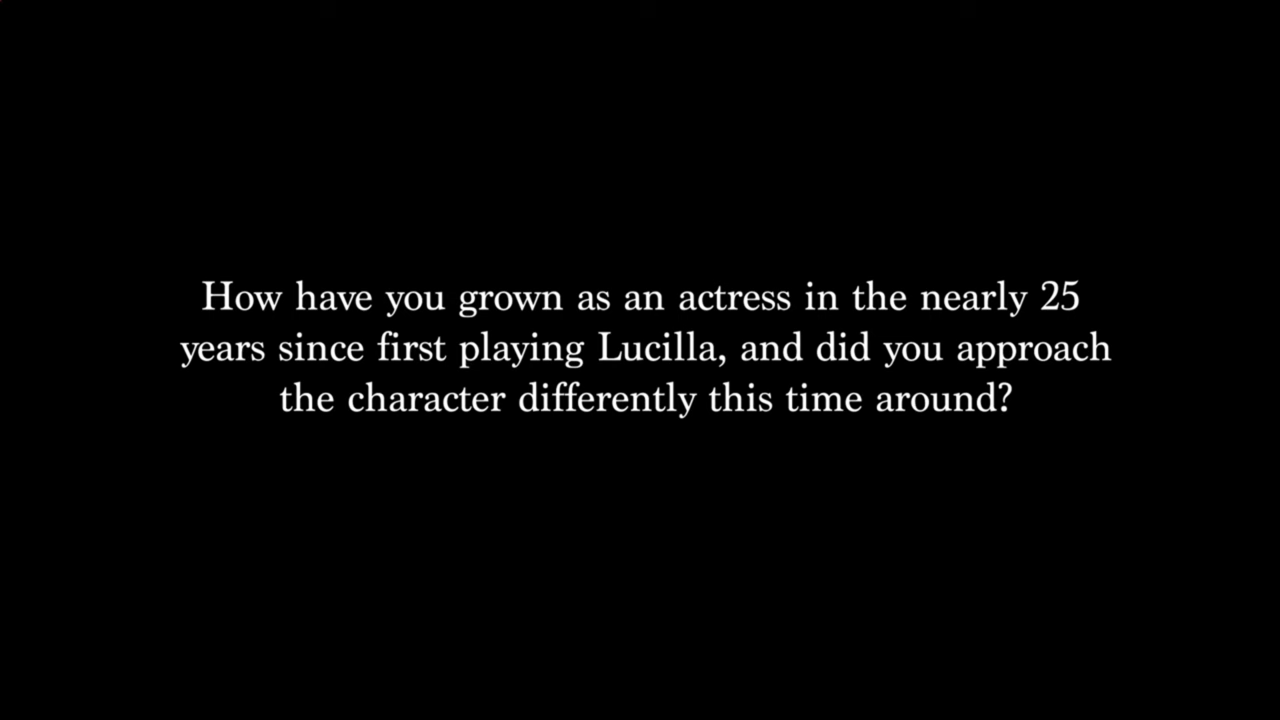 How have you grown as an actress in the nearly 25
years since first playing Lucilla, and did you approach
the character differently this time around?